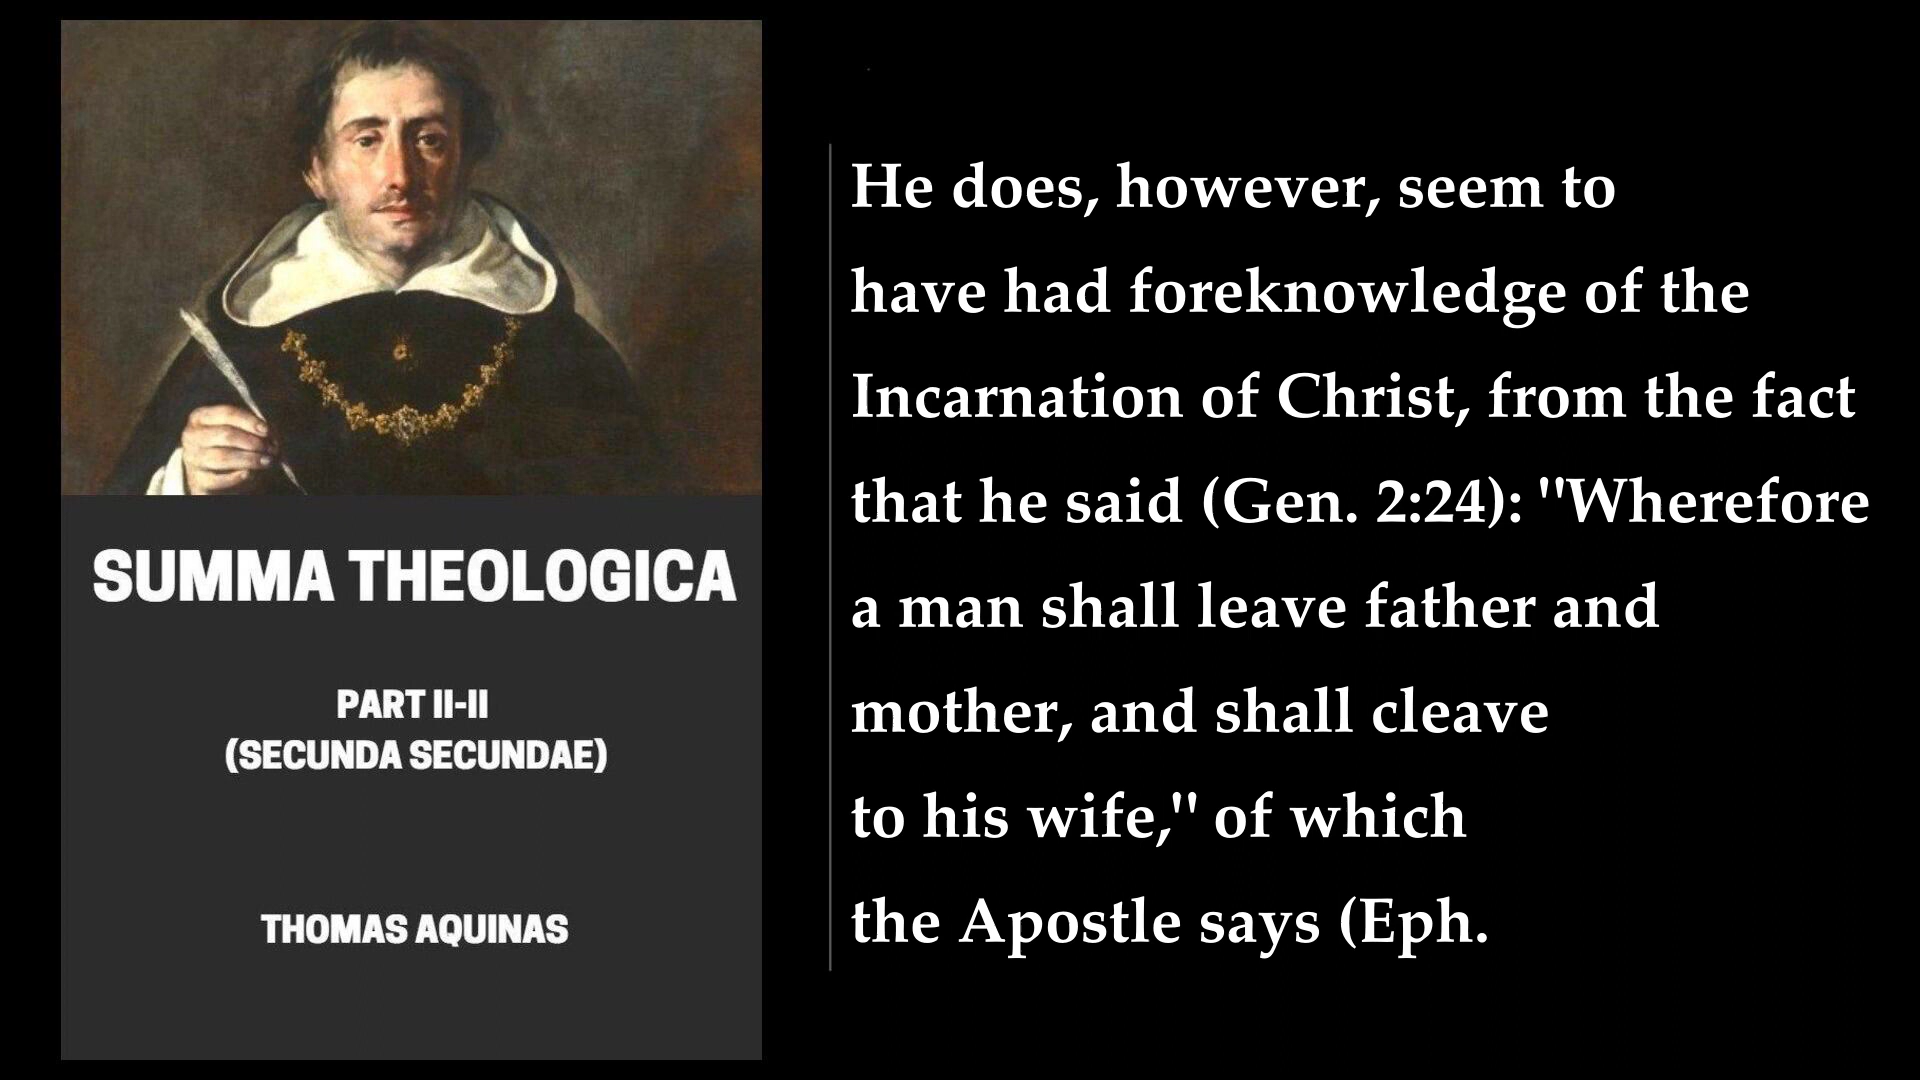 SUMMA THEOLOGICA
PART II-II
(SECUNDA SECUNDAE)
THOMAS AQUINAS
He does, however, seem to
have had foreknowledge of the
Incarnation of Christ, from the fact
that he said (Gen. 2:24): "Wherefore
a man shall leave father and
mother, and shall cleave
to his wife," of which
the Apostle says (Eph.